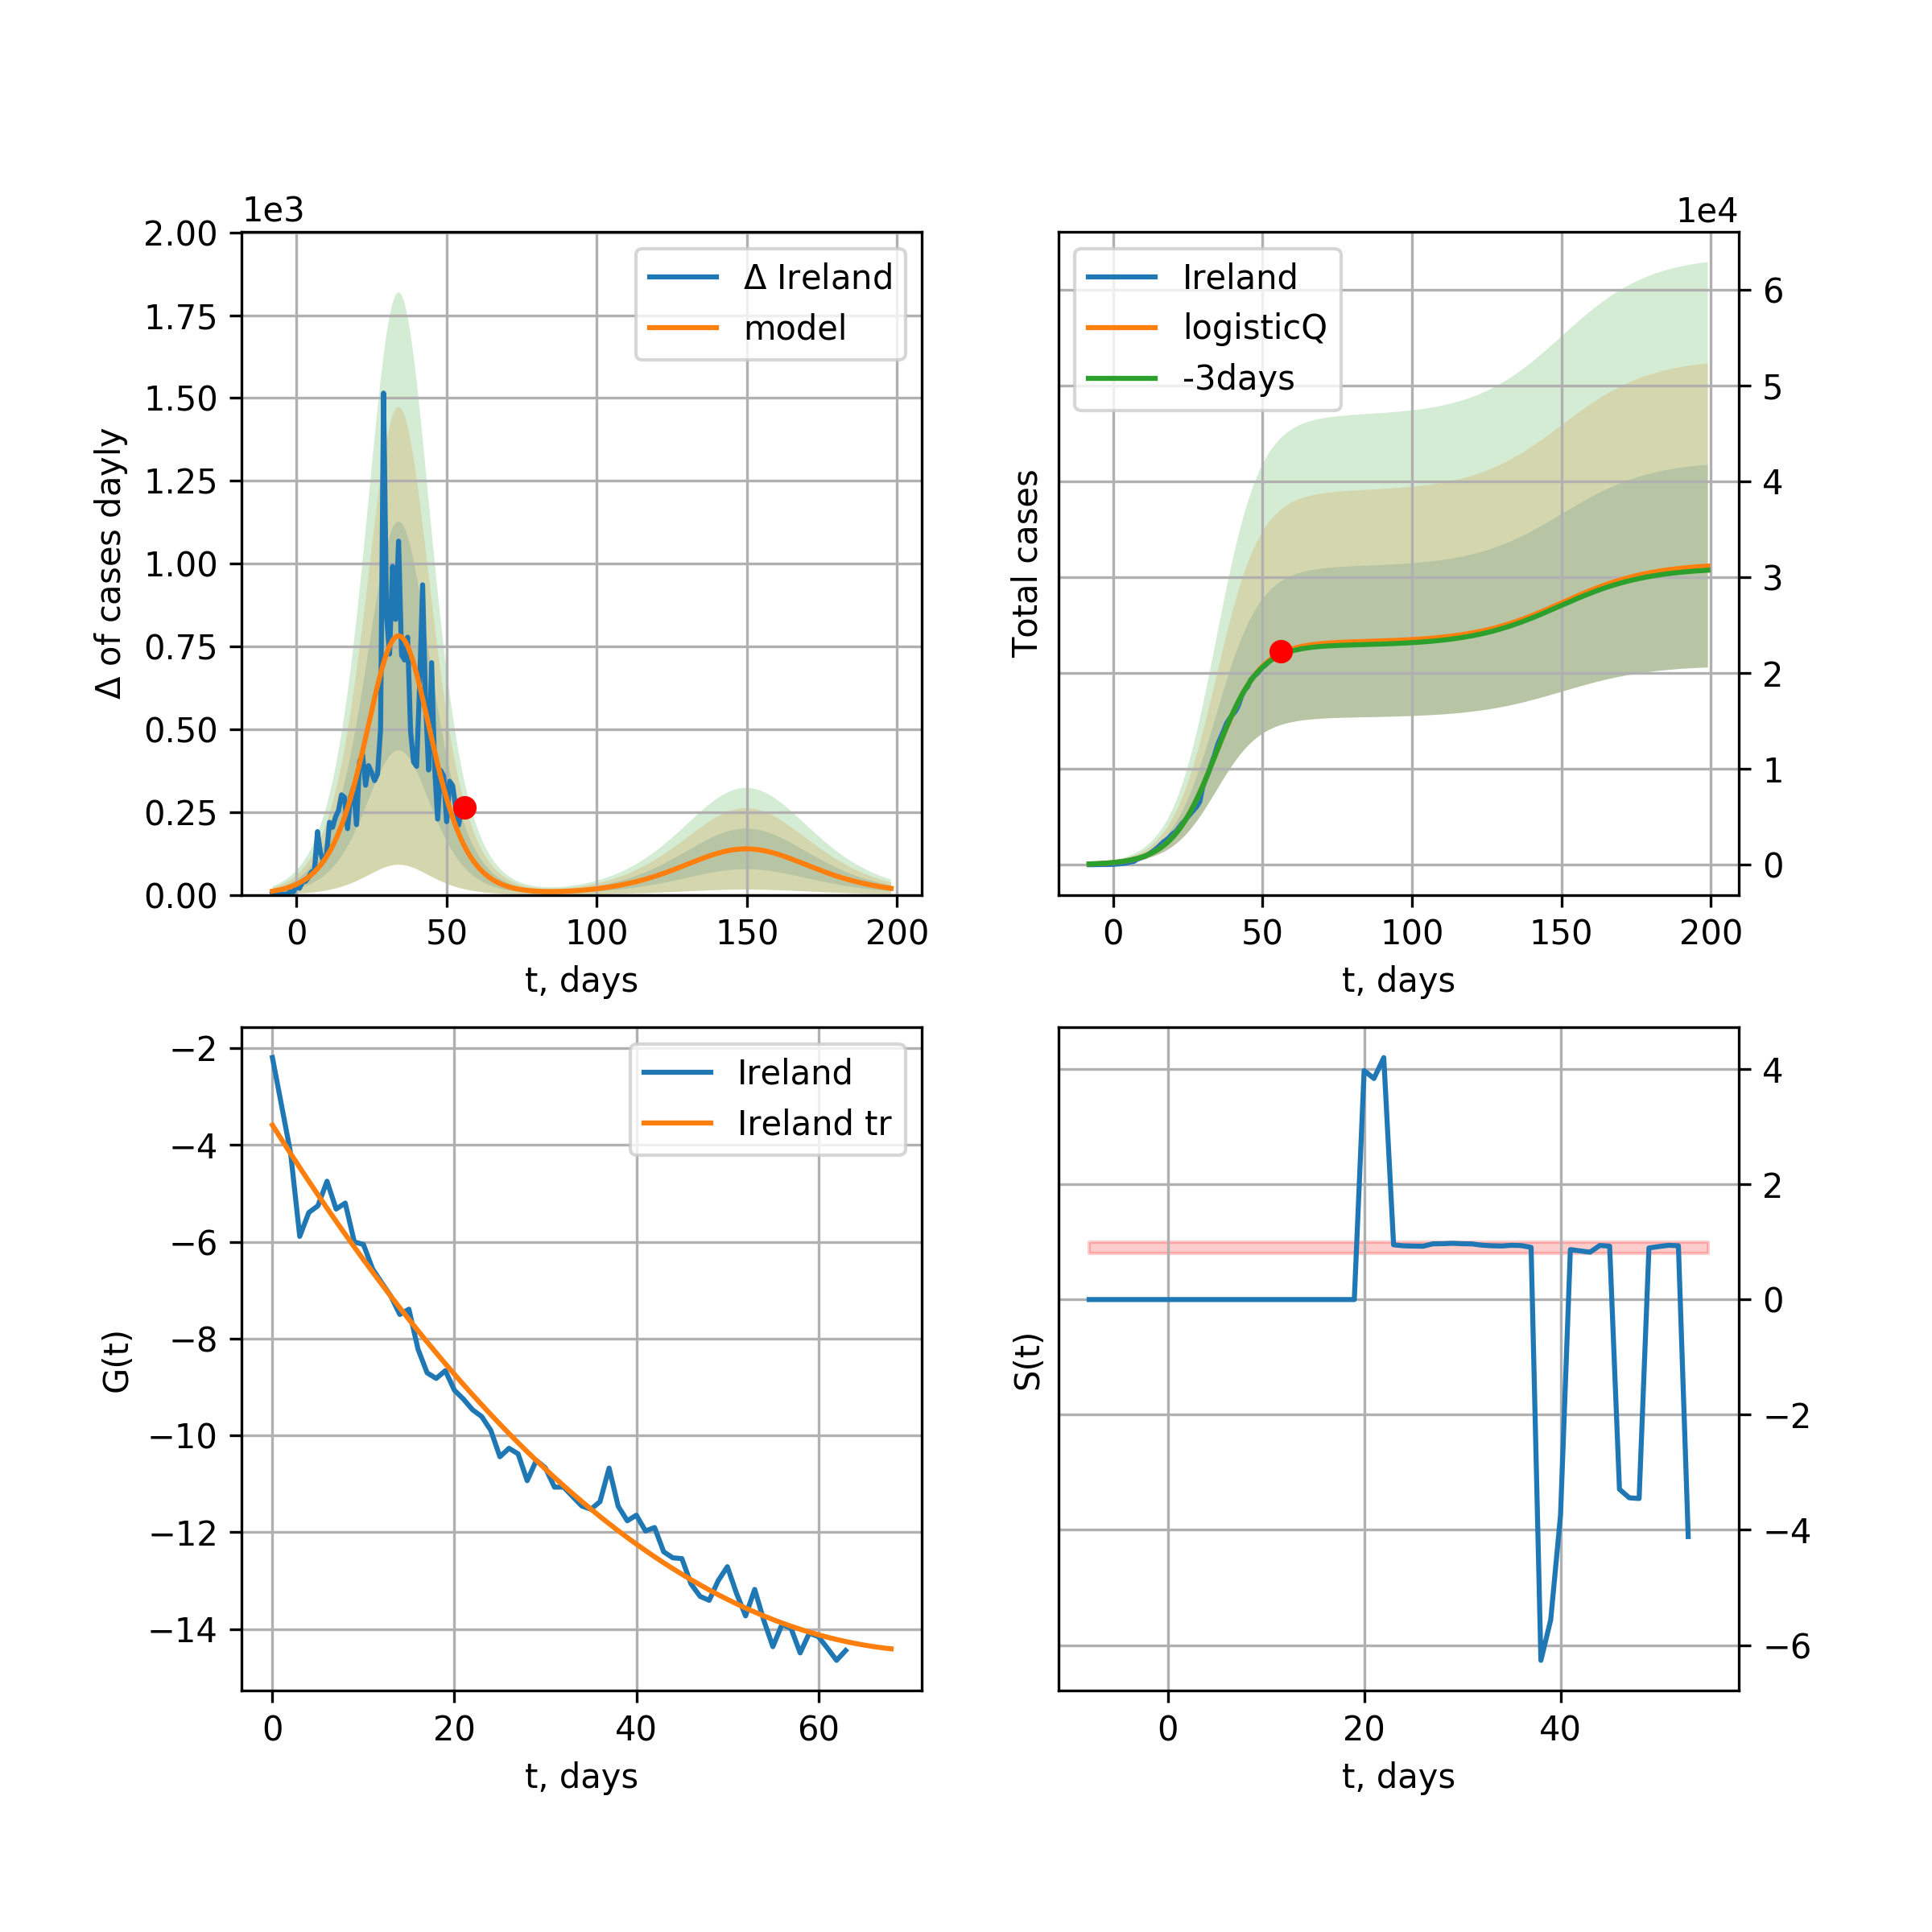 1e3
2.00
1.75
1.50
1.25
1.00
0.75
0.50
0.25
0.00
Δ of cases dayly
Δ Ireland
model
0 50 100 150 200
t, days
1e4
Ireland
logisticQ
-3days
Total cases
6
5
4
3
2
1
0
0 50 100 150 200
t, days
−2
−4
−6
−8
−10
−12
−14
G(t)
Ireland
Ireland tr
0 20 40 60
t, days
S(t)
4
2
0
−2
−4
−6
0 20 40
t, days